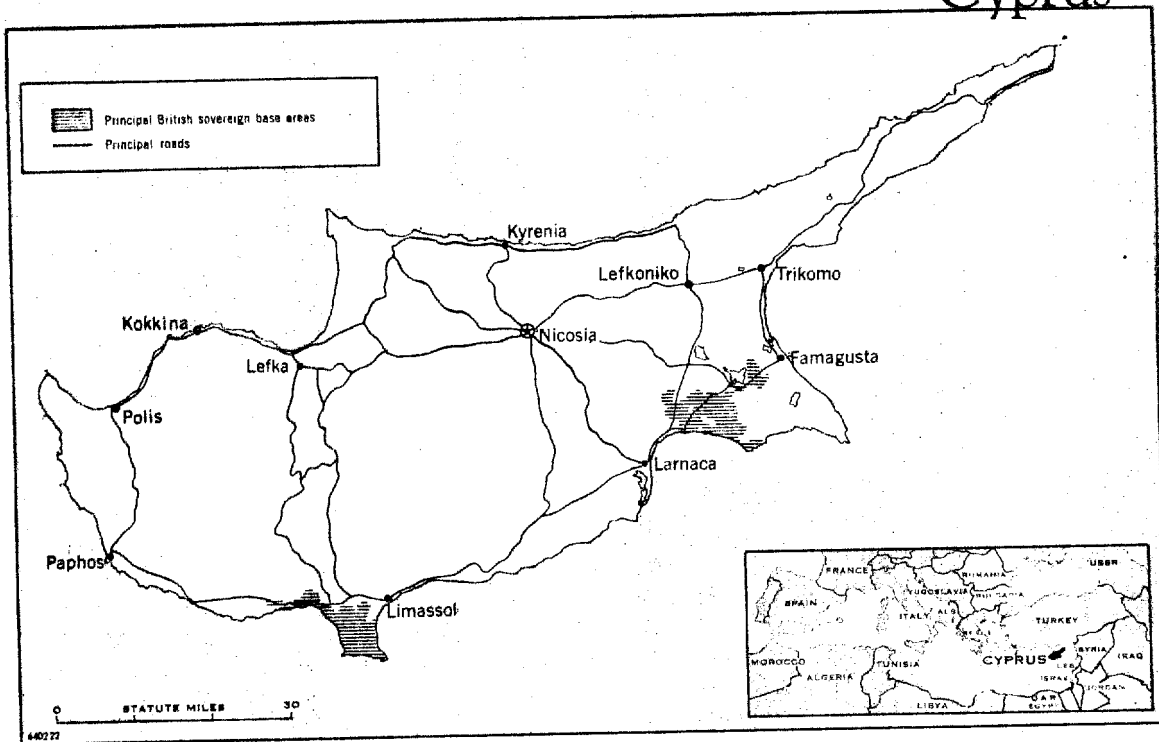 Cyprus
Principal British sovereign base areas
Principal roads
Kyrenia
Lefkoniko
Trikomo
Kokkina
Nicosia
Lefka
Famagusta
Polis
Larnaca
Paphos
Limassol
0 STATUTE MILES 30
640222
FRANCE
RUMANIA
USSR
YUGOSLAVIA
BULGARIA
SPAIN
ITALY
ALB
TURKEY
CYPRUS
SYRIA
IRAQ
MOROCCO
ALGERIA
TUNISIA
LEB
JORDAN
LIBYA
UAR
EGYPT